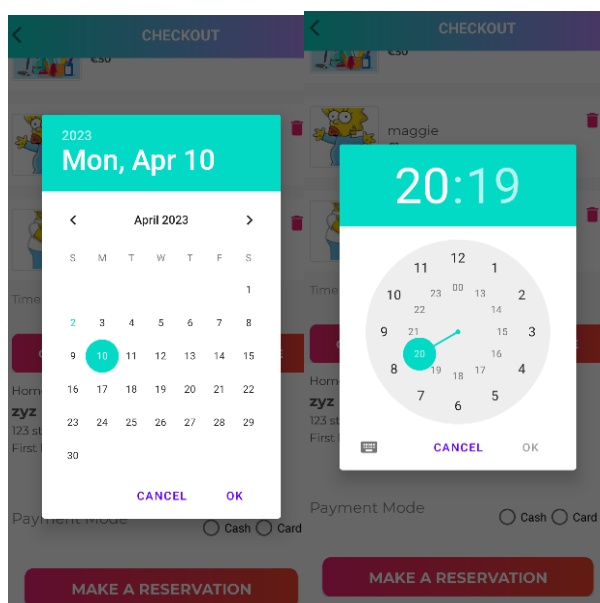 CHECKOUT
€50
2023
Mon, Apr 10
April 2023
S M T W T F S
1
2 3 4 5 6 7 8
9 10 11 12 13 14 15
16 17 18 19 20 21 22
23 24 25 26 27 28 29
30
CANCEL OK
Time
Hom
zyz
123 st
First
Payment Mode
Cash Card
MAKE A RESERVATION
CHECKOUT
€50
maggie
20:19
12
11 1
00
23 13
10 2
22 14
9 21 15 3
20 16
8 19 17 4
18
7 5
6
CANCEL OK
Time
E
Hom
zyz
123 st
First
Payment Mode
Cash Card
MAKE A RESERVATION